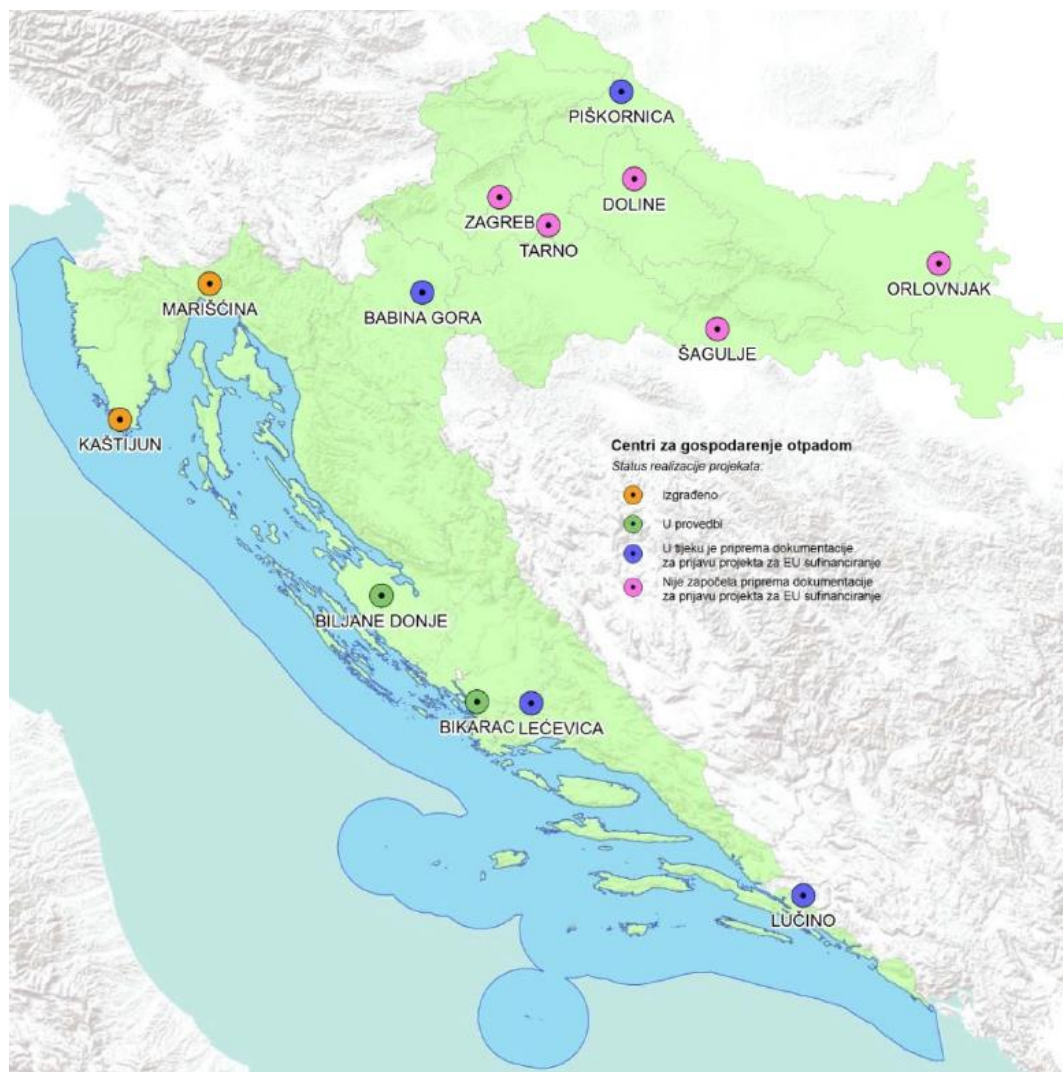 PIŠKORNICA
DOLINE
ZAGREB
TARNO
ORLOVNJAK
MARIŠĆINA
BABINA GORA
ŠAGULJE
KAŠTIJUN
Centri za gospodarenje otpadom
Status realizacije projekata:
Izgrađeno
U provedbi
U tijeku je priprema dokumentacije
za prijavu projekta za EU sufinanciranje
Nije započela priprema dokumentacije
za prijavu projekta za EU sufinanciranje
BILJANE DONJE
BIKARAC
LEĆEVICA
LUČINO